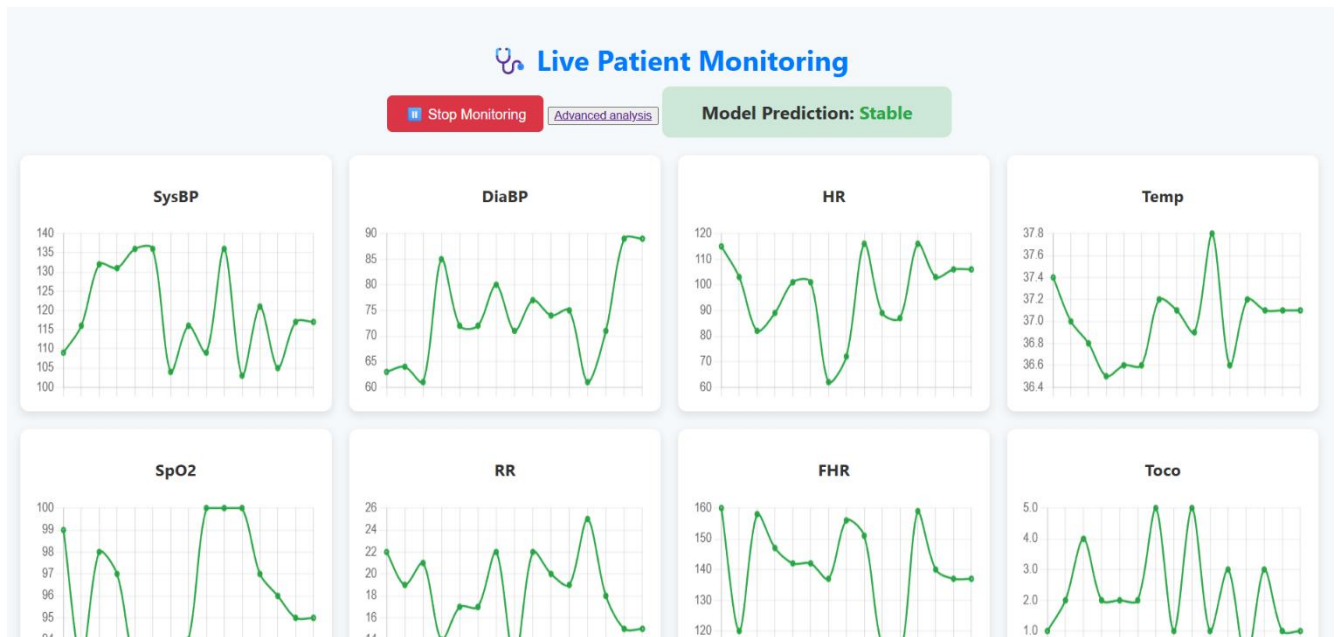 Live Patient Monitoring
Stop Monitoring Advanced analysis Model Prediction: Stable
SysBP DiaBP HR Temp
140 90 120 37.8
135 85 110 37.6
130 80 100 37.4
125 75 90 37.2
120 70 80 37.0
115 65 70 36.8
110 60 60 36.6
105 36.4
100
SpO2 RR FHR Toco
100 26 160 5.0
99 24 150 4.0
98 22 140 3.0
97 20 130 2.0
96 18 120 1.0
95 16